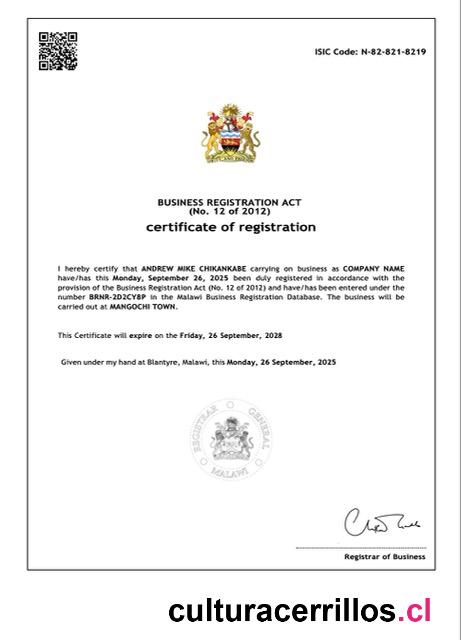 ISIC Code: N-82-821-8219
BUSINESS REGISTRATION ACT
(No. 12 of 2012)
certificate of registration
I hereby certify that ANDREW MIKE CHIKANKABE carrying on business as COMPANY NAME
have/has this Monday, September 26, 2025 been duly registered in accordance with the
provision of the Business Registration Act (No. 12 of 2012) and have/has been entered under the
number BRNR-2D2CY8P in the Malawi Business Registration Database. The business will be
carried out at MANGOCHI TOWN.
This Certificate will expire on the Friday, 26 September, 2028
Given under my hand at Blantyre, Malawi, this Monday, 26 September, 2025
REGISTRAR GENERAL
MALAWI
Registrar of Business
culturacerrillos.cl